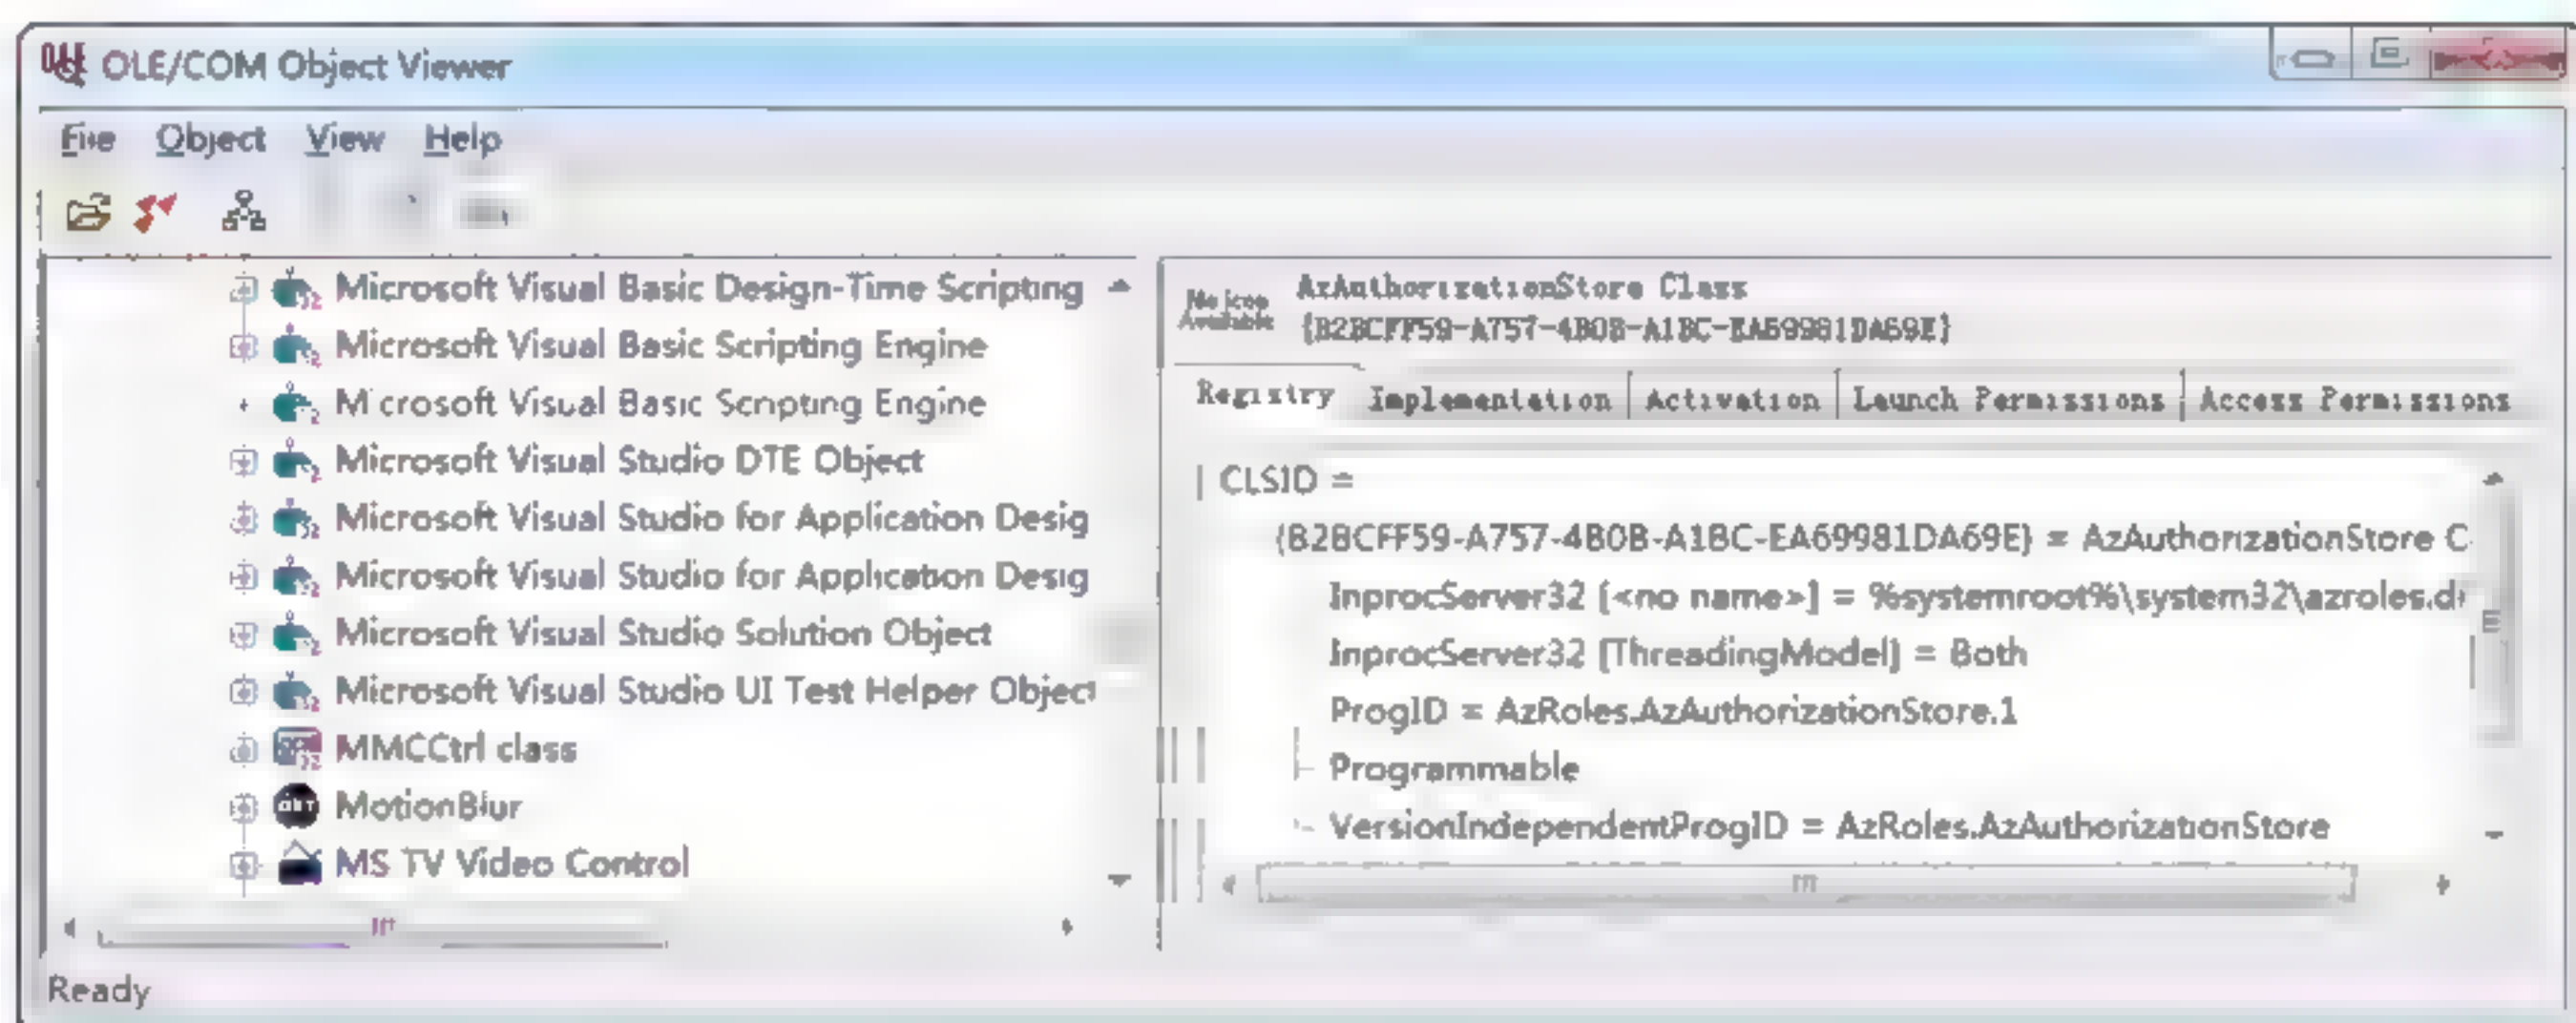 OLE/COM Object Viewer
File Object View Help
Microsoft Visual Basic Design-Time Scripting
Microsoft Visual Basic Scripting Engine
Microsoft Visual Basic Scripting Engine
Microsoft Visual Studio DTE Object
Microsoft Visual Studio for Application Desig
Microsoft Visual Studio for Application Desig
Microsoft Visual Studio Solution Object
Microsoft Visual Studio UI Test Helper Object
MMCCtrl class
MotionBlur
MS TV Video Control
Ready
No icon
Available
AzAuthorizationStore Class
{B2BCFF59-A757-4B0B-A1BC-EA69981DA69E}
Registry Implementation Activation Launch Permissions Access Permissions
CLSID =
{B2BCFF59-A757-4B0B-A1BC-EA69981DA69E} = AzAuthorizationStore C
InprocServer32 [<no name>] = %systemroot%\system32\azroles.d
InprocServer32 [ThreadingModel] = Both
ProgID = AzRoles.AzAuthorizationStore.1
Programmable
VersionIndependentProgID = AzRoles.AzAuthorizationStore